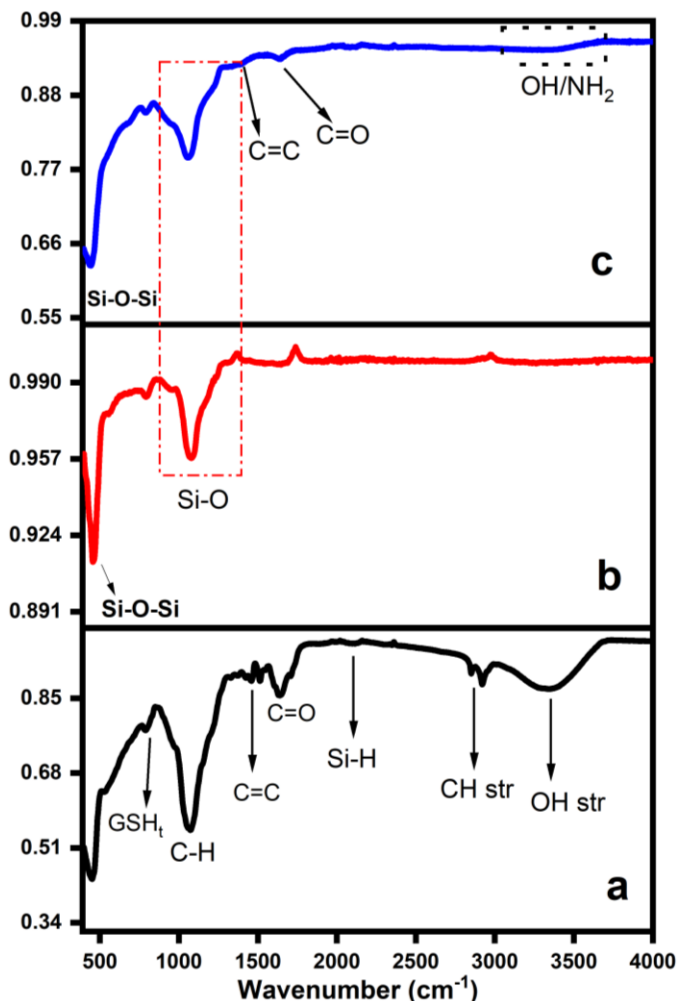 0.99
0.88
0.77
0.66
0.55
OH/NH₂
C=C
C=O
Si-O-Si
c
0.990
0.957
0.924
0.891
Si-O
Si-O-Si
b
0.85
0.68
0.51
0.34
GSHₜ
C-H
C=C
C=O
Si-H
CH str
OH str
a
500 1000 1500 2000 2500 3000 3500 4000
Wavenumber (cm⁻¹)